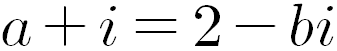 a + i = 2 - bi